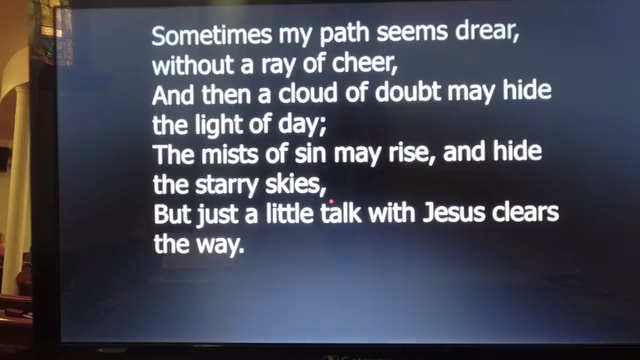 Sometimes my path seems drear,
without a ray of cheer,
And then a cloud of doubt may hide
the light of day;
The mists of sin may rise, and hide
the starry skies,
But just a little talk with Jesus clears
the way.